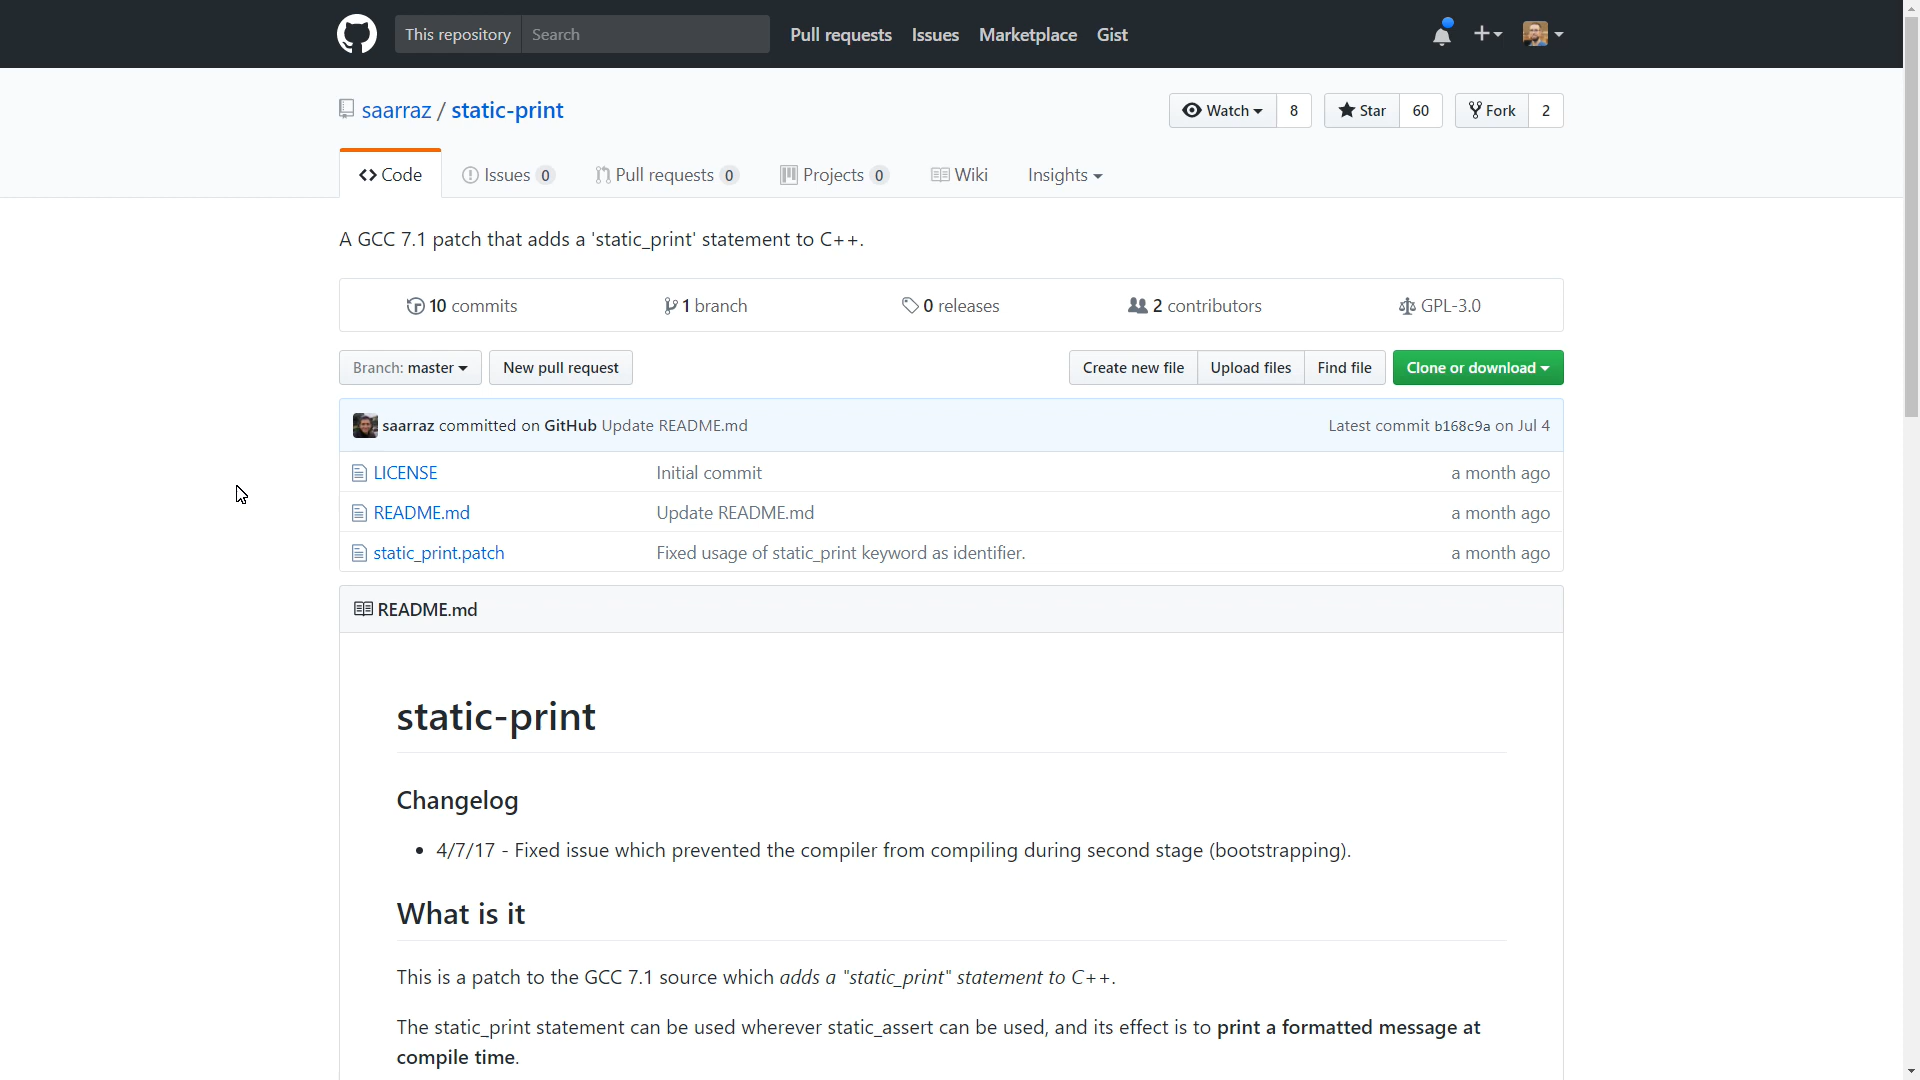 This repository Search Pull requests Issues Marketplace Gist
saarraz / static-print Watch 8 Star 60 Fork 2
Code Issues 0 Pull requests 0 Projects 0 Wiki Insights
A GCC 7.1 patch that adds a 'static_print' statement to C++.
10 commits 1 branch 0 releases 2 contributors GPL-3.0
Branch: master New pull request Create new file Upload files Find file Clone or download
saarraz committed on GitHub Update README.md Latest commit b168c9a on Jul 4
LICENSE Initial commit a month ago
README.md Update README.md a month ago
static_print.patch Fixed usage of static_print keyword as identifier. a month ago
README.md
static-print
Changelog
• 4/7/17 - Fixed issue which prevented the compiler from compiling during second stage (bootstrapping).
What is it
This is a patch to the GCC 7.1 source which adds a "static_print" statement to C++.
The static_print statement can be used wherever static_assert can be used, and its effect is to print a formatted message at
compile time.